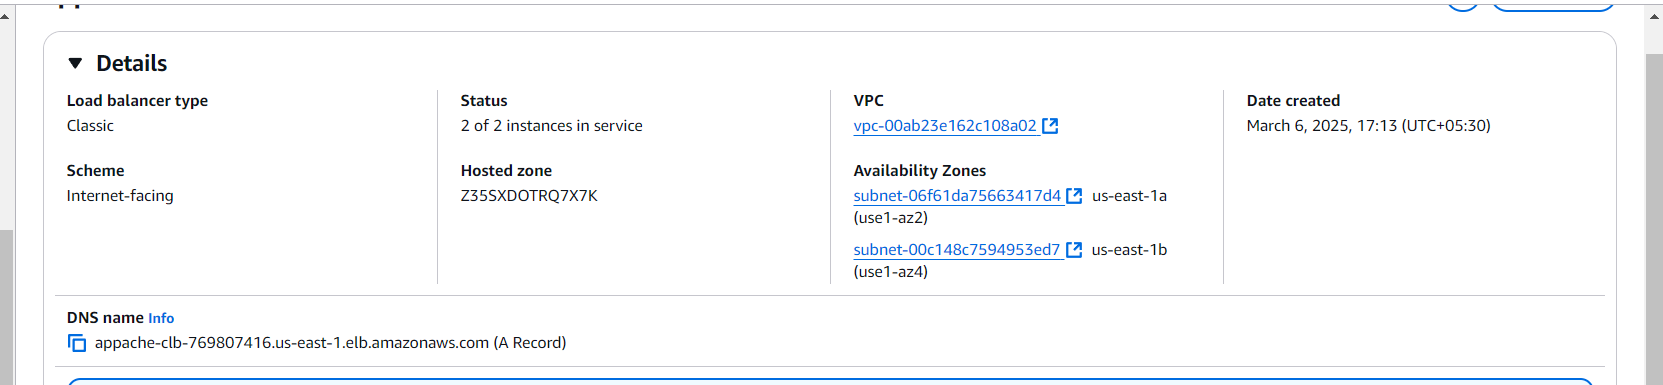 Details
Load balancer type
Classic
Status
2 of 2 instances in service
VPC
vpc-00ab23e162c108a02
Date created
March 6, 2025, 17:13 (UTC+05:30)
Scheme
Internet-facing
Hosted zone
Z35SXDOTRQ7X7K
Availability Zones
subnet-06f61da75663417d4 us-east-1a
(use1-az2)
subnet-00c148c7594953ed7 us-east-1b
(use1-az4)
DNS name Info
appache-clb-769807416.us-east-1.elb.amazonaws.com (A Record)